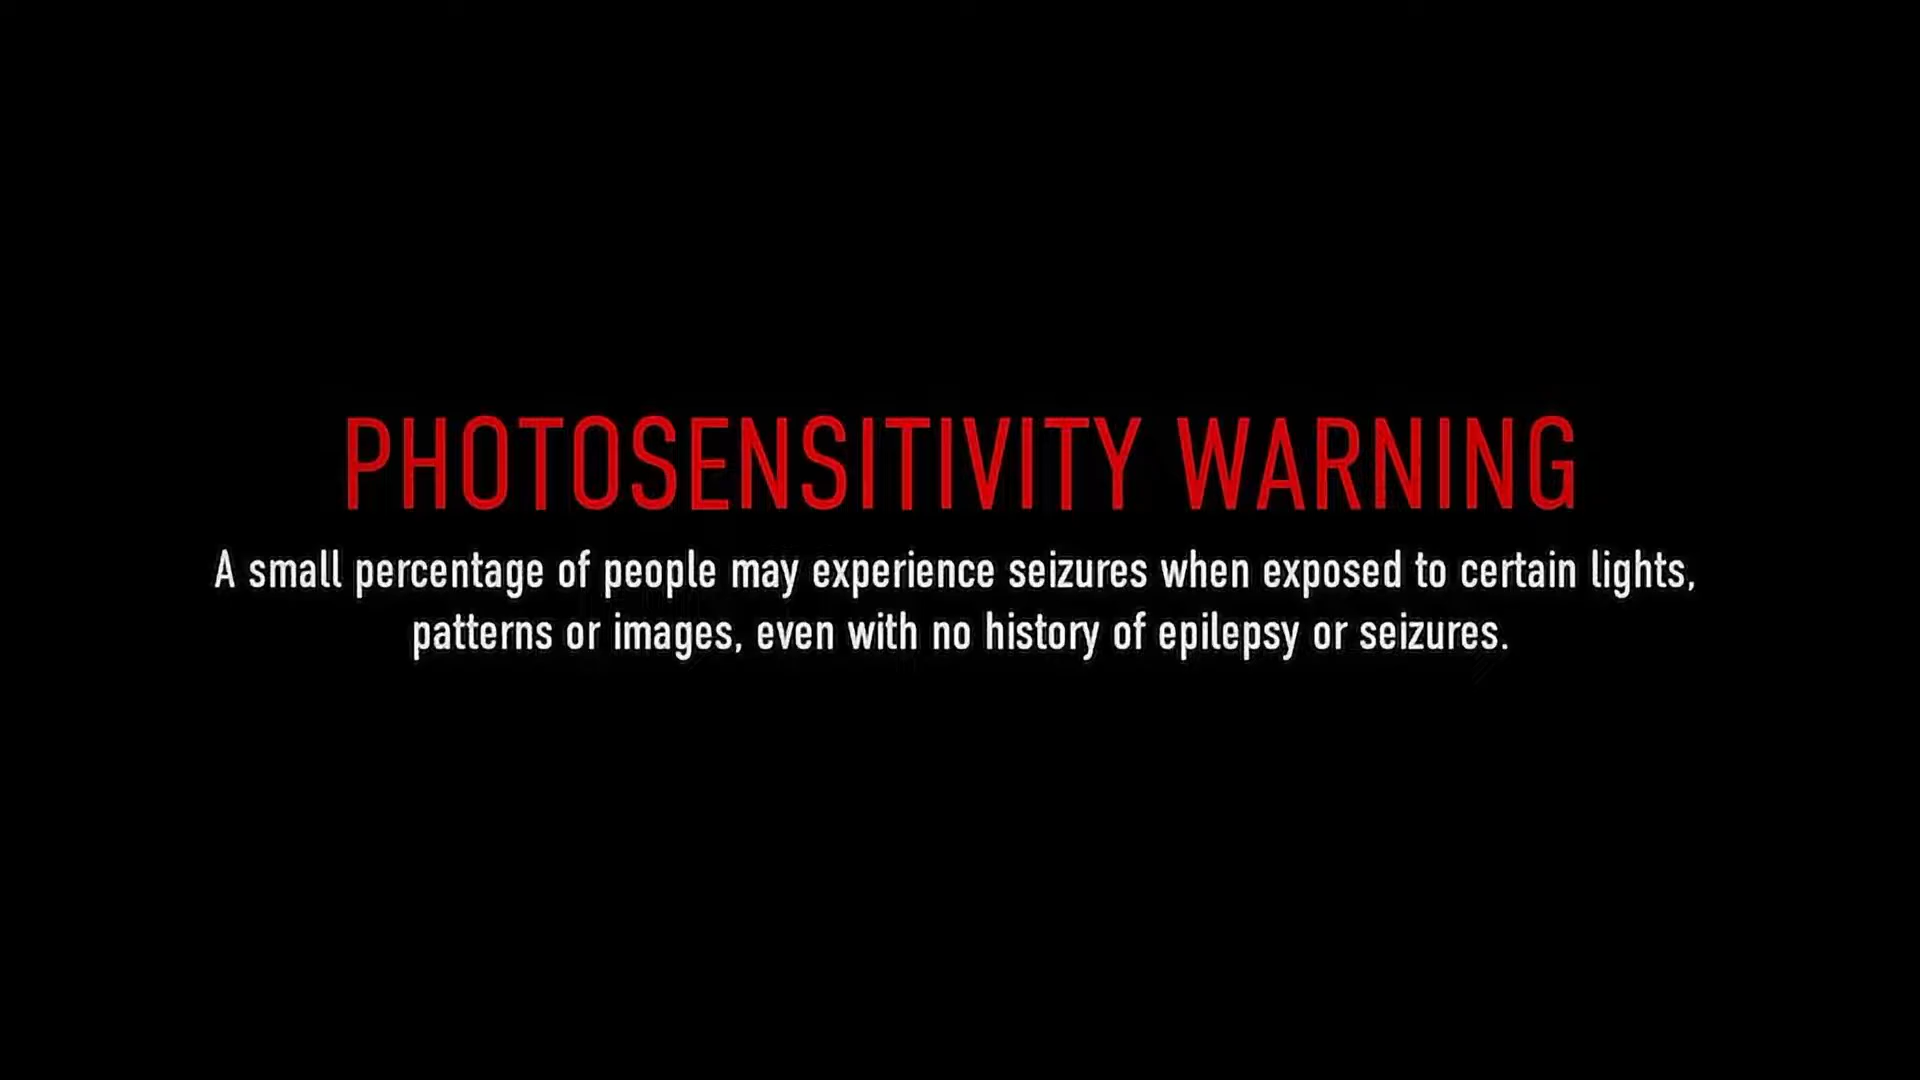 PHOTOSENSITIVITY WARNING
A small percentage of people may experience seizures when exposed to certain lights,
patterns or images, even with no history of epilepsy or seizures.